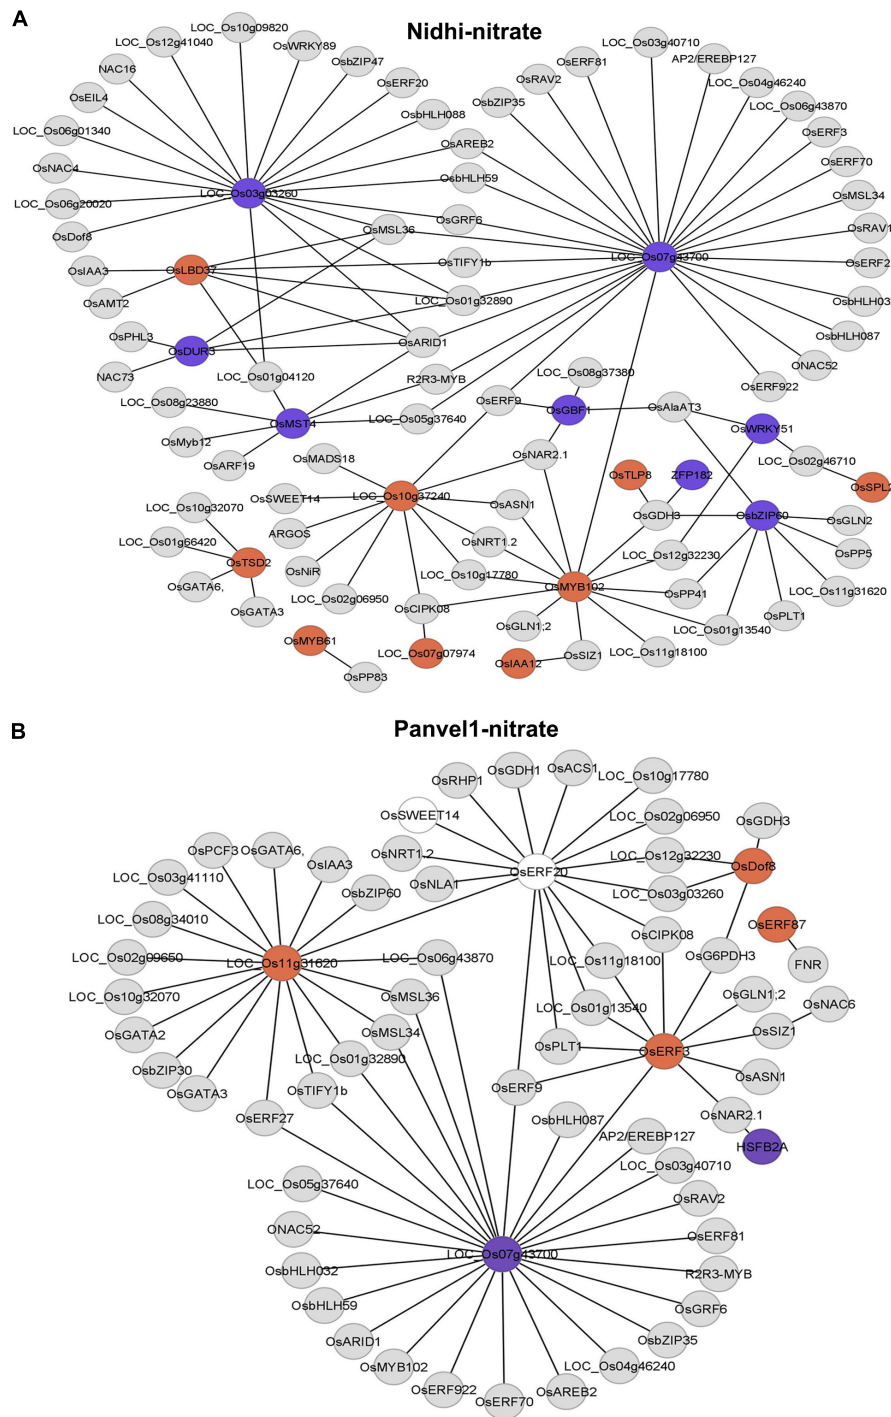 A
Nidhi-nitrate
LOC_Os10g09820
LOC_Os12g41040
OsWRKY89
LOC_Os03g40710
NAC16
OsbZIP47
OsERF81
AP2/EREBP127
OsRAV2
OsERF20
LOC_Os04g46240
OsEIL4
OsbZIP35
OsbHLH088
LOC_Os06g43870
LOC_Os06g01340
OsERF3
OsAREB2
OsNAC4
OsERF70
OsbHLH59
LOC_Os03g03260
OsMSL34
LOC_Os06g20020
OsGRF6
OsRAV1
OsDof8
OsMSL36
LOC_Os07g43700
OsERF2
OsIAA3
OsLBD37
OsTIFY1b
OsAMT2
LOC_Os01g32890
OsbHLH03
OsPHL3
OsbHLH087
OsDUR3
OsARID1
ONAC52
NAC73
LOC_Os01g04120
R2R3-MYB
LOC_Os08g37380
OsERF922
LOC_Os08g23880
OsERF9
OsGBF1
OsAlaAT3
OsMST4
LOC_Os05g37640
OsWRKY51
OsMyb12
OsARF19
OsMADS18
OsNAR2.1
LOC_Os02g46710
OsTLP8
ZFP182
OsSPL2
OsSWEET14
LOC_Os10g37240
LOC_Os10g32070
OsASN1
OsGDH3
OsbZIP60
OsGLN2
ARGOS
LOC_Os01g66420
OsNRT1.2
OsPP5
OsTSD2
OsNiR
LOC_Os12g32230
LOC_Os10g17780
OsGATA6,
LOC_Os02g06950
OsMYB102
OsPP41
LOC_Os11g31620
OsGATA3
OsCIPK08
OsPLT1
OsGLN1;2
LOC_Os01g13540
OsMYB61
LOC_Os07g07974
OsIAA12
OsSIZ1
LOC_Os11g18100
OsPP83
B
Panvel1-nitrate
OsGDH1
OsACS1
OsRHP1
LOC_Os10g17780
OsSWEET14
LOC_Os02g06950
OsGDH3
OsPCF3
OsGATA6,
OsNRT1.2
LOC_Os12g32230
OsIAA3
OsDof8
LOC_Os03g41110
OsERF20
OsNLA1
LOC_Os03g03260
OsbZIP60
LOC_Os08g34010
OsERF87
OsCIPK08
LOC_Os02g09650
LOC_Os11g31620
LOC_Os06g43870
LOC_Os11g18100
OsG6PDH3
FNR
LOC_Os10g32070
OsMSL36
OsGLN1;2
OsNAC6
LOC_Os01g13540
OsGATA2
OsMSL34
OsSIZ1
OsPLT1
OsERF3
LOC_Os01g32890
OsbZIP30
OsASN1
OsGATA3
OsTIFY1b
OsERF9
OsERF27
OsbHLH087
OsNAR2.1
AP2/EREBP127
HSFB2A
LOC_Os03g40710
LOC_Os05g37640
OsRAV2
ONAC52
OsERF81
LOC_Os07g43700
OsbHLH032
R2R3-MYB
OsbHLH59
OsGRF6
OsARID1
OsbZIP35
OsMYB102
LOC_Os04g46240
OsERF922
OsAREB2
OsERF70